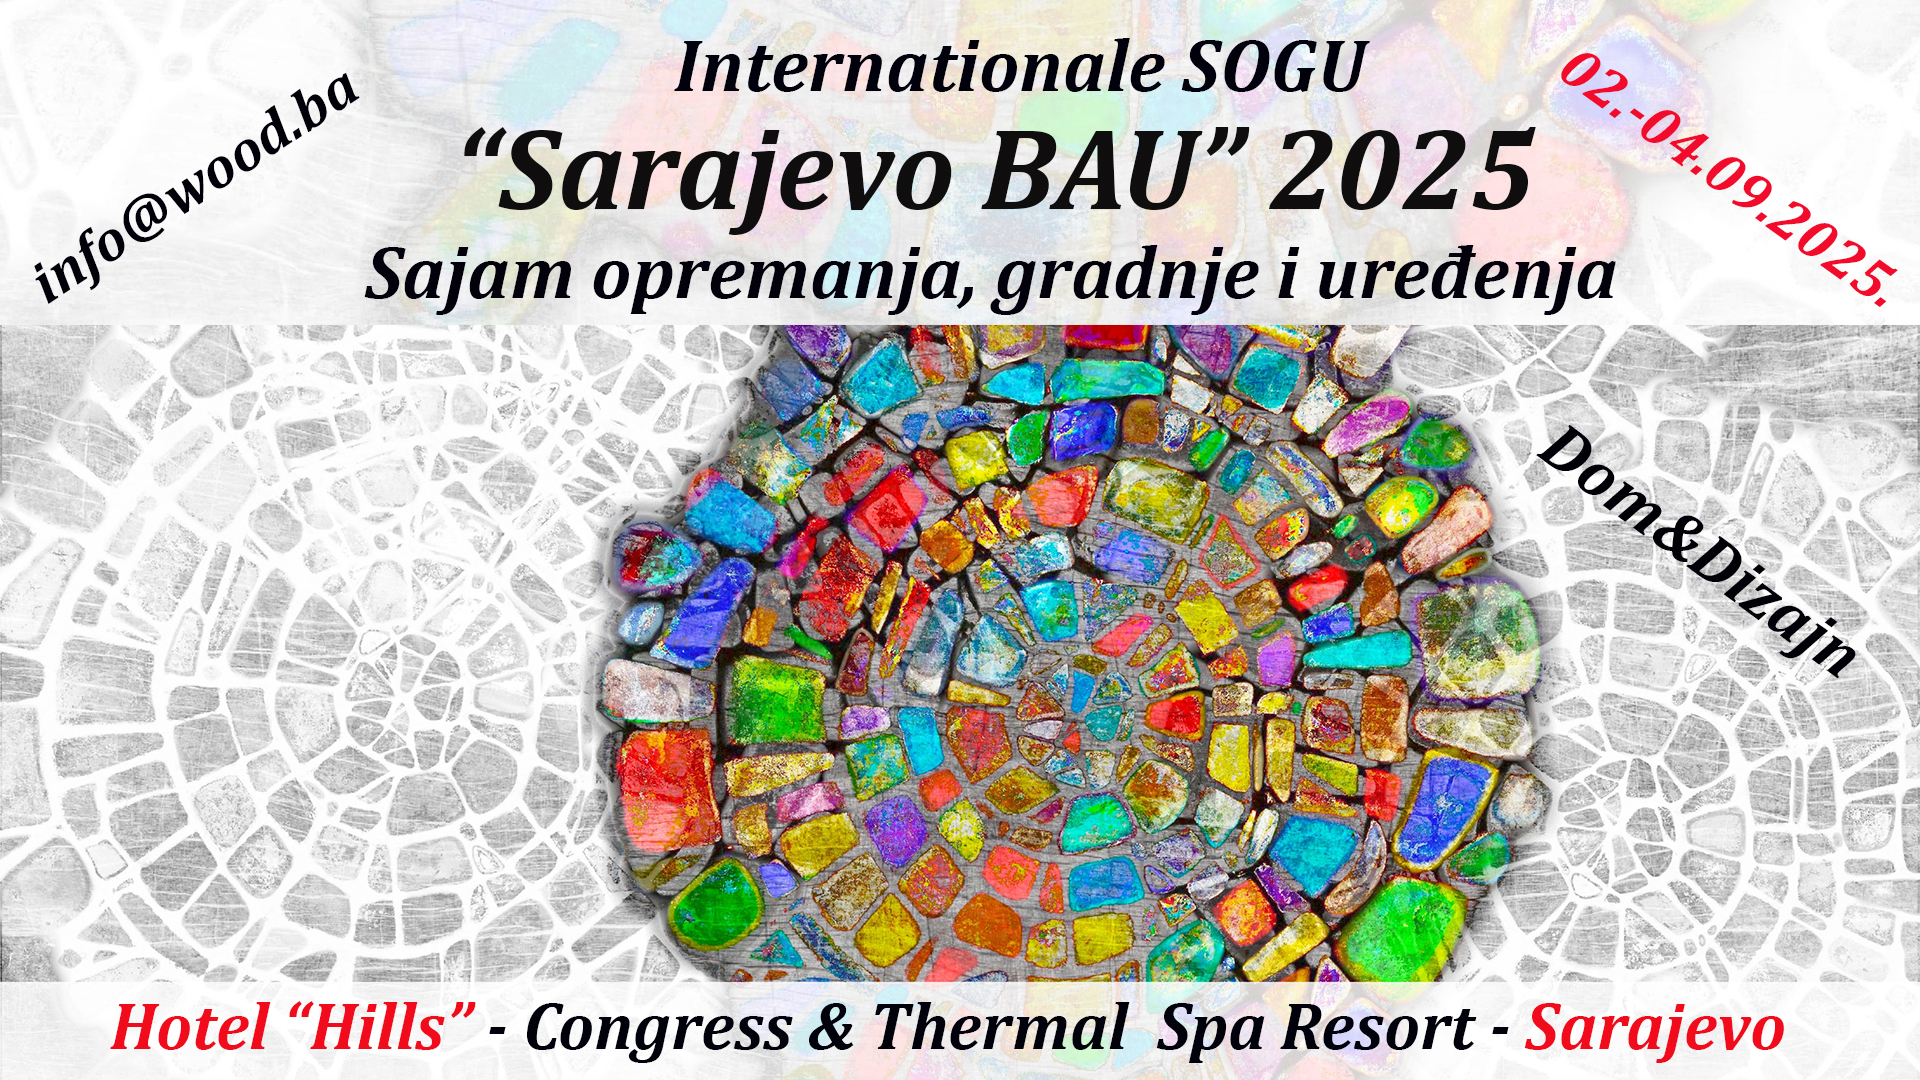 info@wood.ba
Internationale SOGU
“Sarajevo BAU” 2025
Sajam opremanja, gradnje i uređenja
02.-04.09.2025.
Dom&Dizajn
Hotel “Hills” - Congress & Thermal Spa Resort - Sarajevo